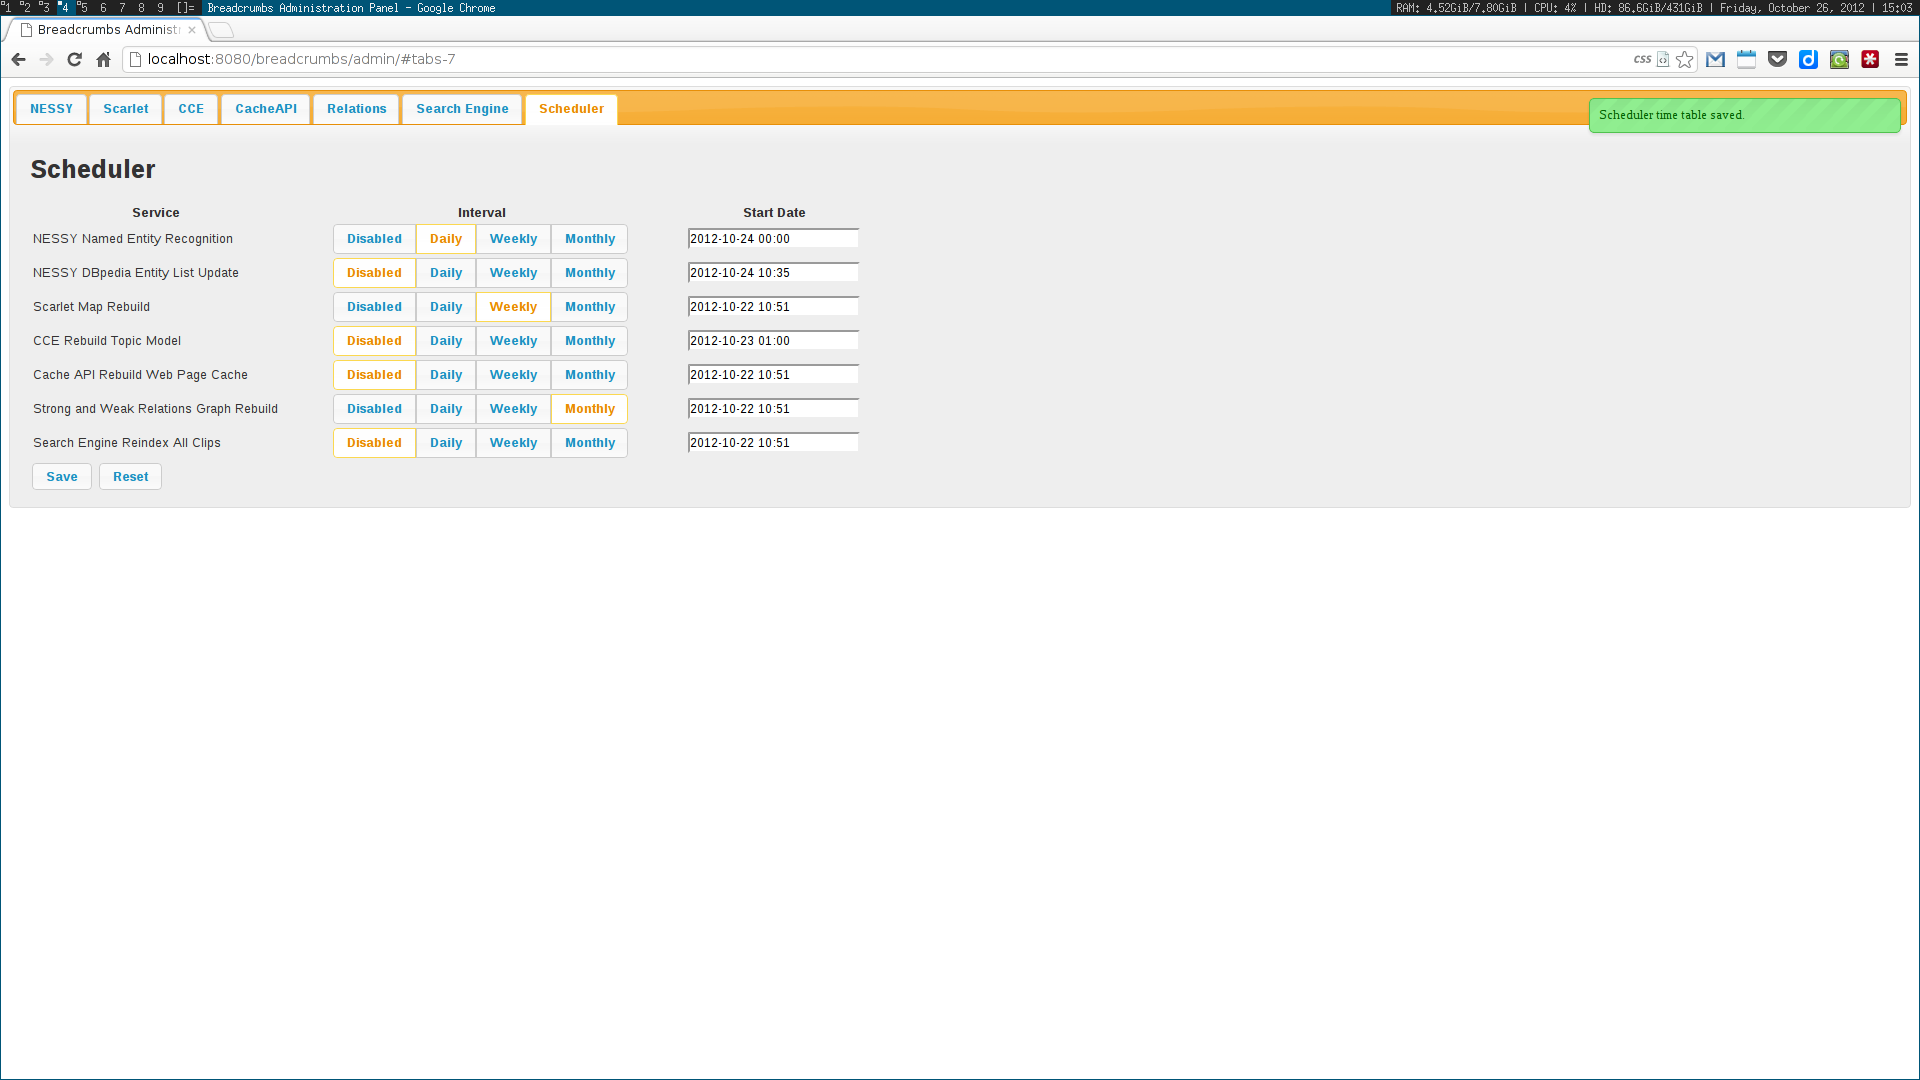 1 2 3 4 5 6 7 8 9 []= Breadcrumbs Administration Panel - Google Chrome RAM: 4.52GiB/7.80GiB | CPU: 4% | HD: 86.6GiB/431GiB | Friday, October 26, 2012 | 15:03
Breadcrumbs Administ
localhost:8080/breadcrumbs/admin/#tabs-7 CSS
NESSY Scarlet CCE CacheAPI Relations Search Engine Scheduler
Scheduler time table saved.
Scheduler
Service Interval Start Date
NESSY Named Entity Recognition Disabled Daily Weekly Monthly 2012-10-24 00:00
NESSY DBpedia Entity List Update Disabled Daily Weekly Monthly 2012-10-24 10:35
Scarlet Map Rebuild Disabled Daily Weekly Monthly 2012-10-22 10:51
CCE Rebuild Topic Model Disabled Daily Weekly Monthly 2012-10-23 01:00
Cache API Rebuild Web Page Cache Disabled Daily Weekly Monthly 2012-10-22 10:51
Strong and Weak Relations Graph Rebuild Disabled Daily Weekly Monthly 2012-10-22 10:51
Search Engine Reindex All Clips Disabled Daily Weekly Monthly 2012-10-22 10:51
Save Reset